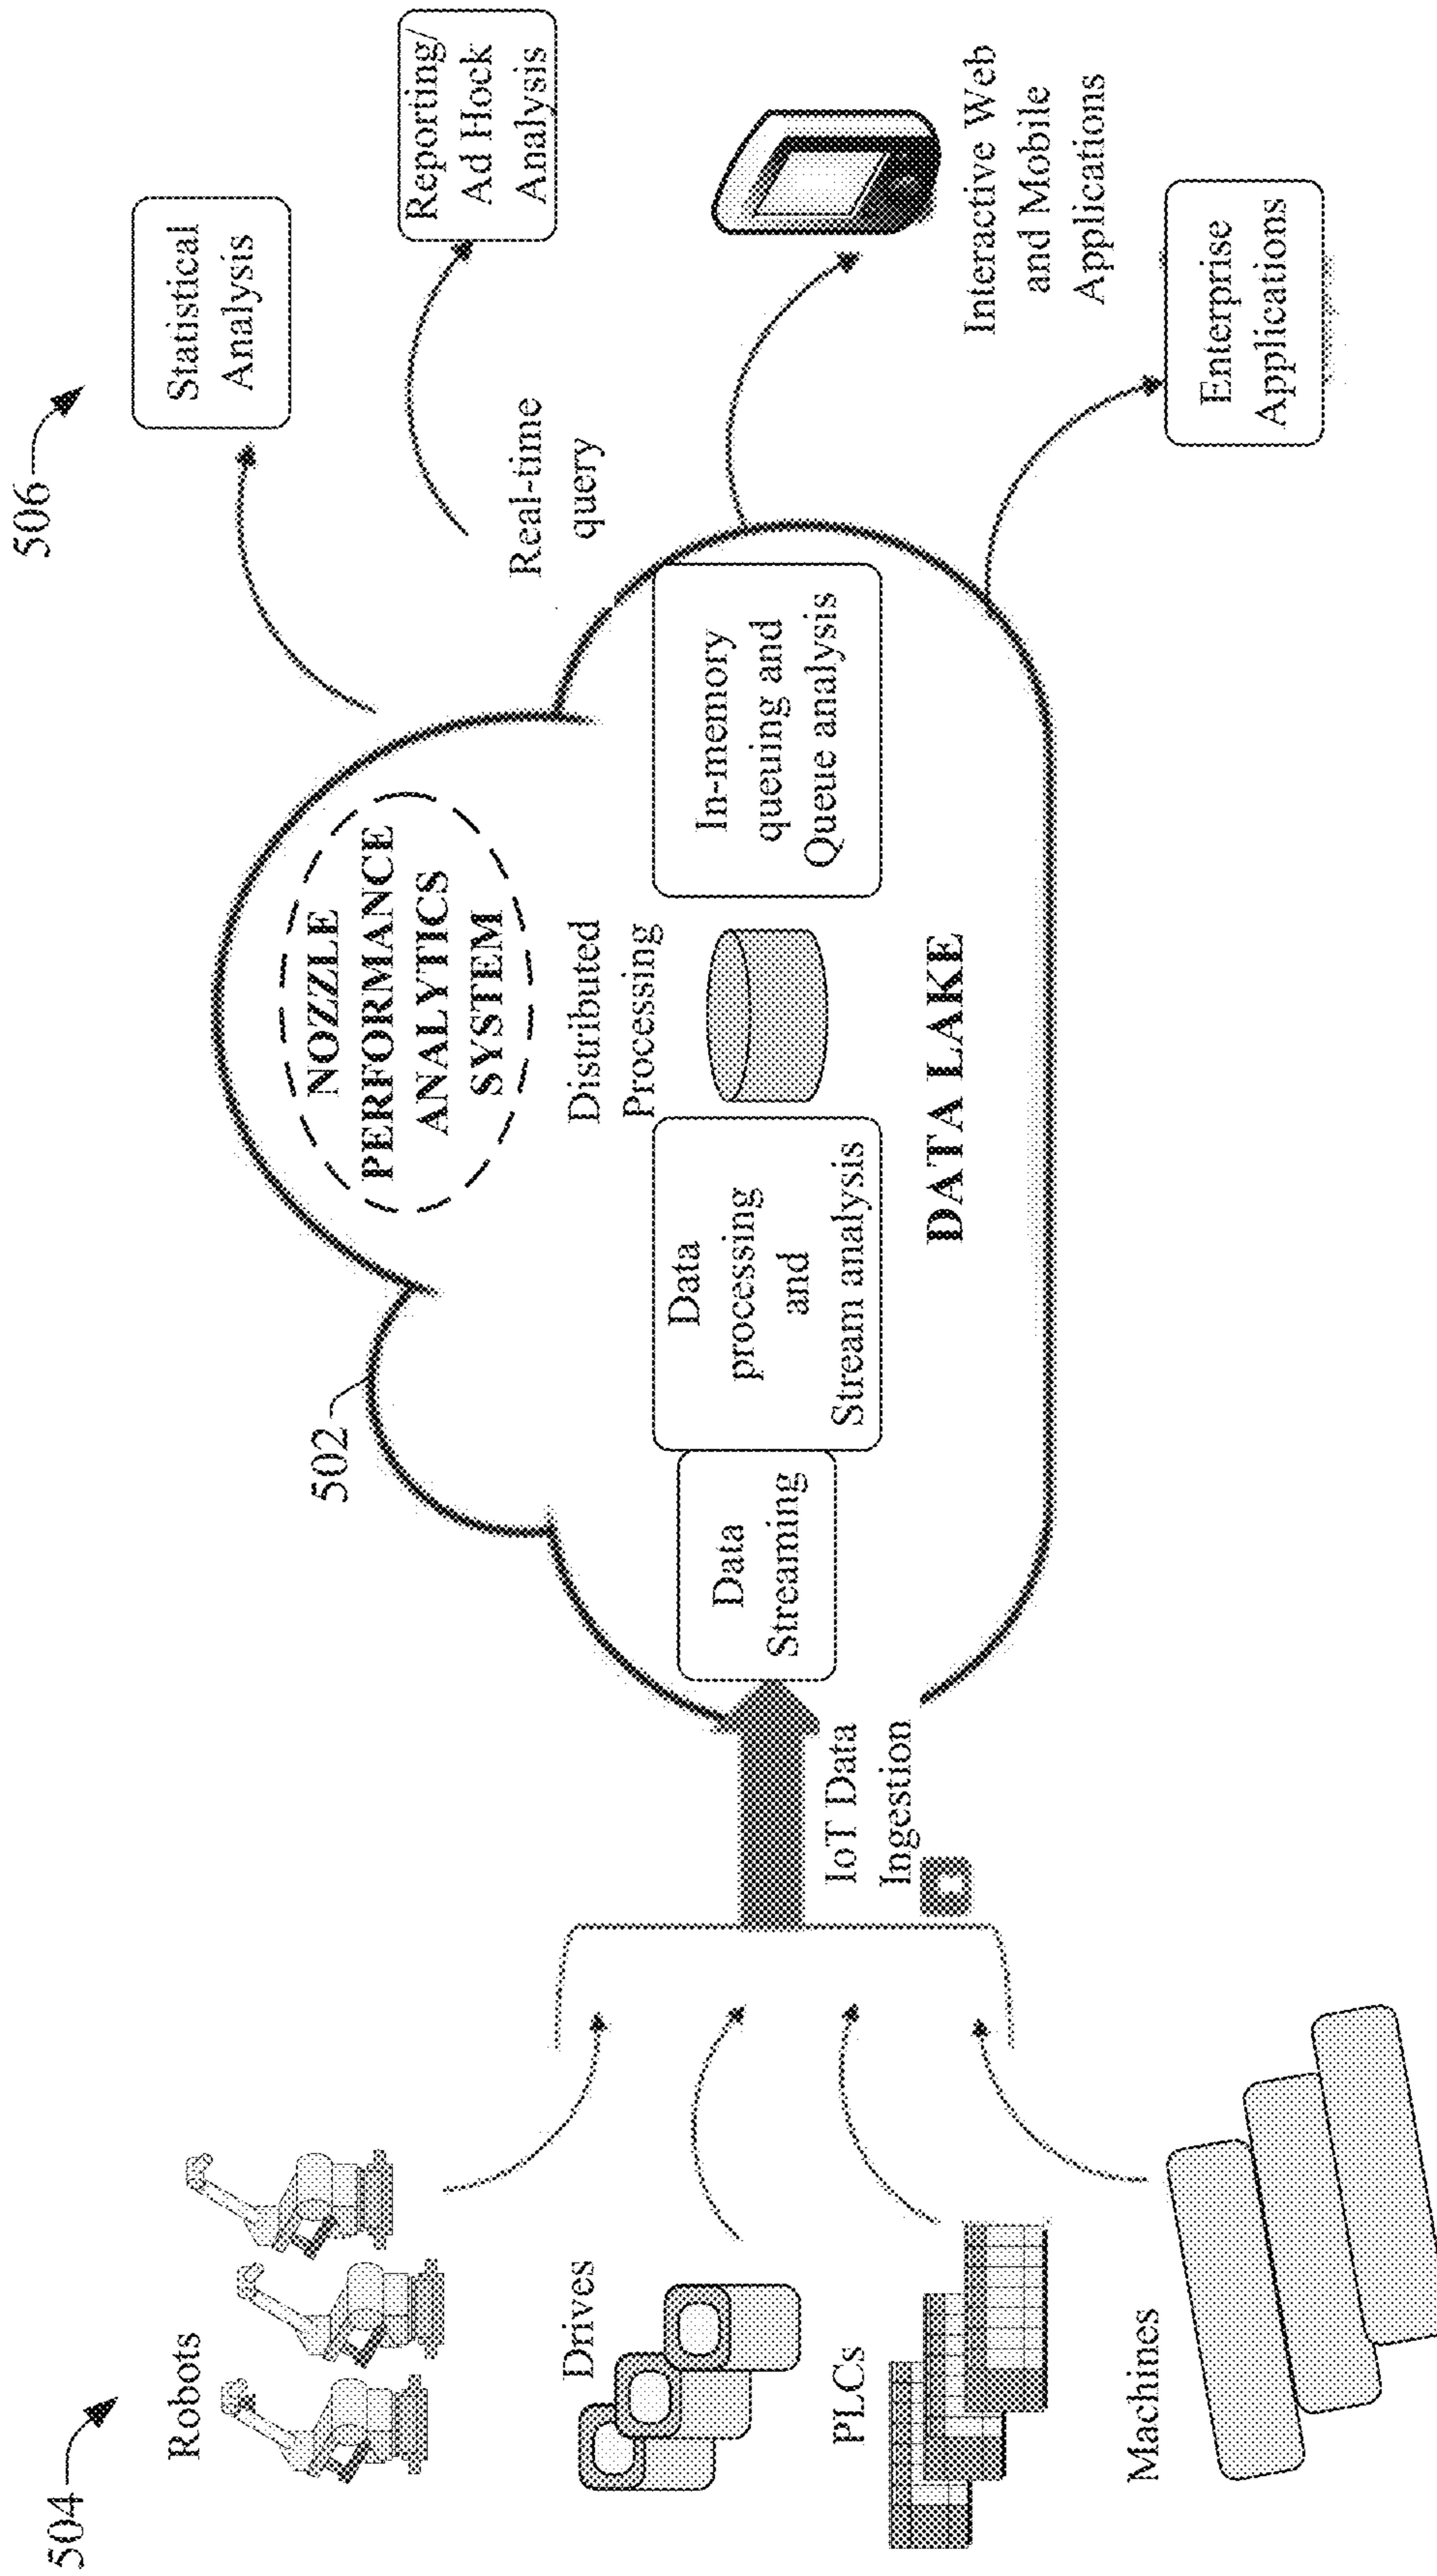 504
Robots
Drives
PLCs
Machines
IoT Data
Ingestion
502
NOZZLE
PERFORMANCE
ANALYTICS
SYSTEM
Distributed
Processing
Data
Streaming
Data
processing
and
Stream analysis
In-memory
queuing and
Queue analysis
DATA LAKE
506
Statistical
Analysis
Real-time
query
Reporting/
Ad Hock
Analysis
Interactive Web
and Mobile
Applications
Enterprise
Applications